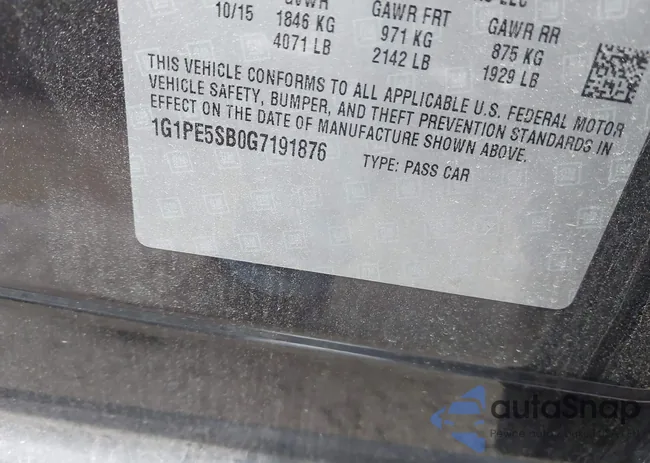 GVWR GAWR FRT GAWR RR
10/15 1846 KG 971 KG 875 KG
4071 LB 2142 LB 1929 LB
THIS VEHICLE CONFORMS TO ALL APPLICABLE U.S. FEDERAL MOTOR
VEHICLE SAFETY, BUMPER, AND THEFT PREVENTION STANDARDS IN
EFFECT ON THE DATE OF MANUFACTURE SHOWN ABOVE.
1G1PE5SB0G7191876 TYPE: PASS CAR
autoSnap